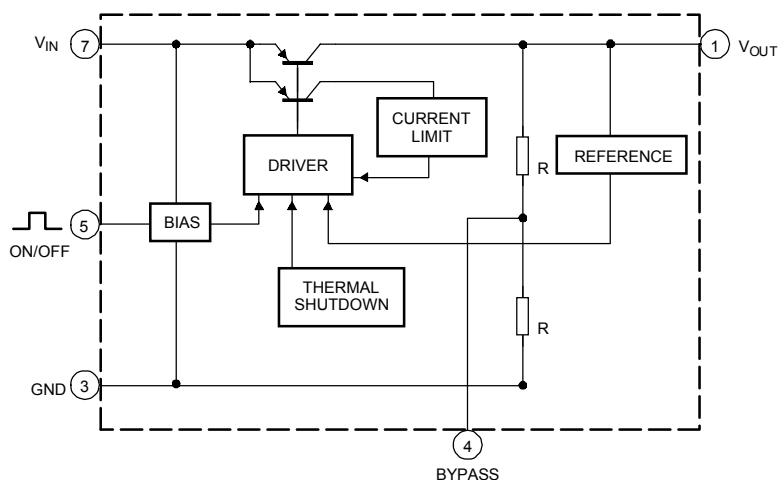 VIN 7
1 VOUT
CURRENT
LIMIT
DRIVER
R
REFERENCE
5
BIAS
ON/OFF
THERMAL
SHUTDOWN
R
GND 3
4
BYPASS